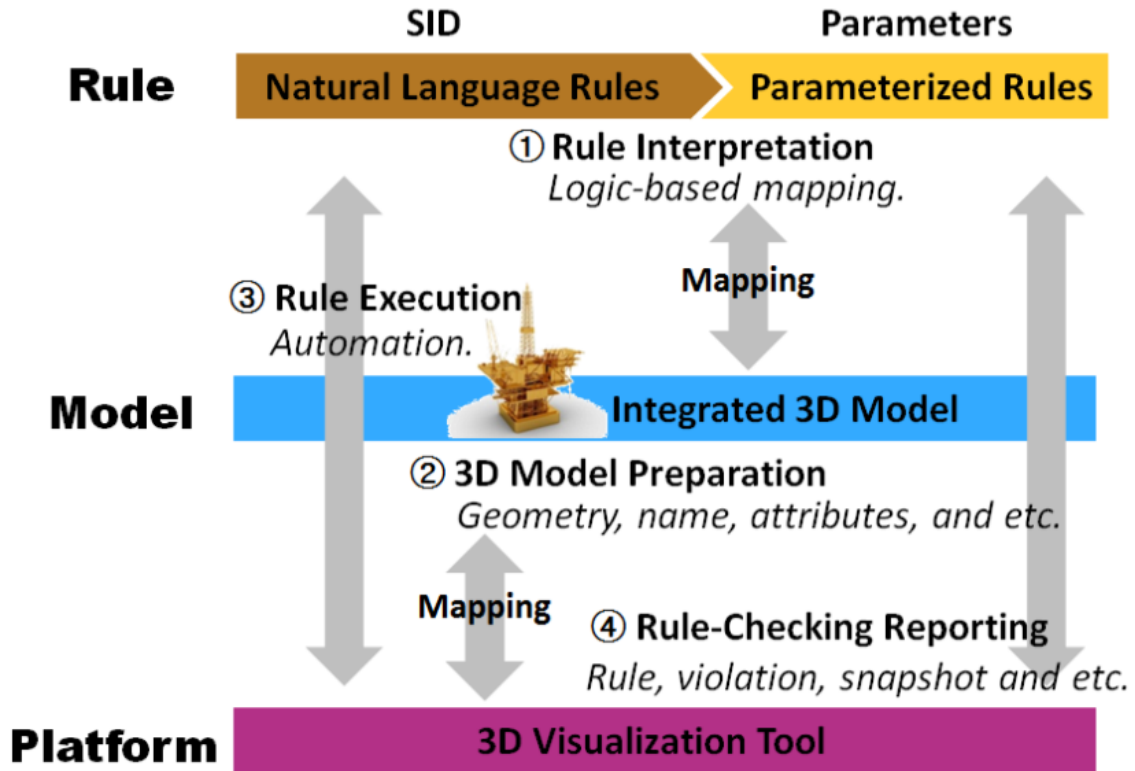 SID
Parameters
Rule
Natural Language Rules
Parameterized Rules
① Rule Interpretation
Logic-based mapping.
Mapping
③ Rule Execution
Automation.
Model
Integrated 3D Model
② 3D Model Preparation
Geometry, name, attributes, and etc.
Mapping
④ Rule-Checking Reporting
Rule, violation, snapshot and etc.
Platform
3D Visualization Tool